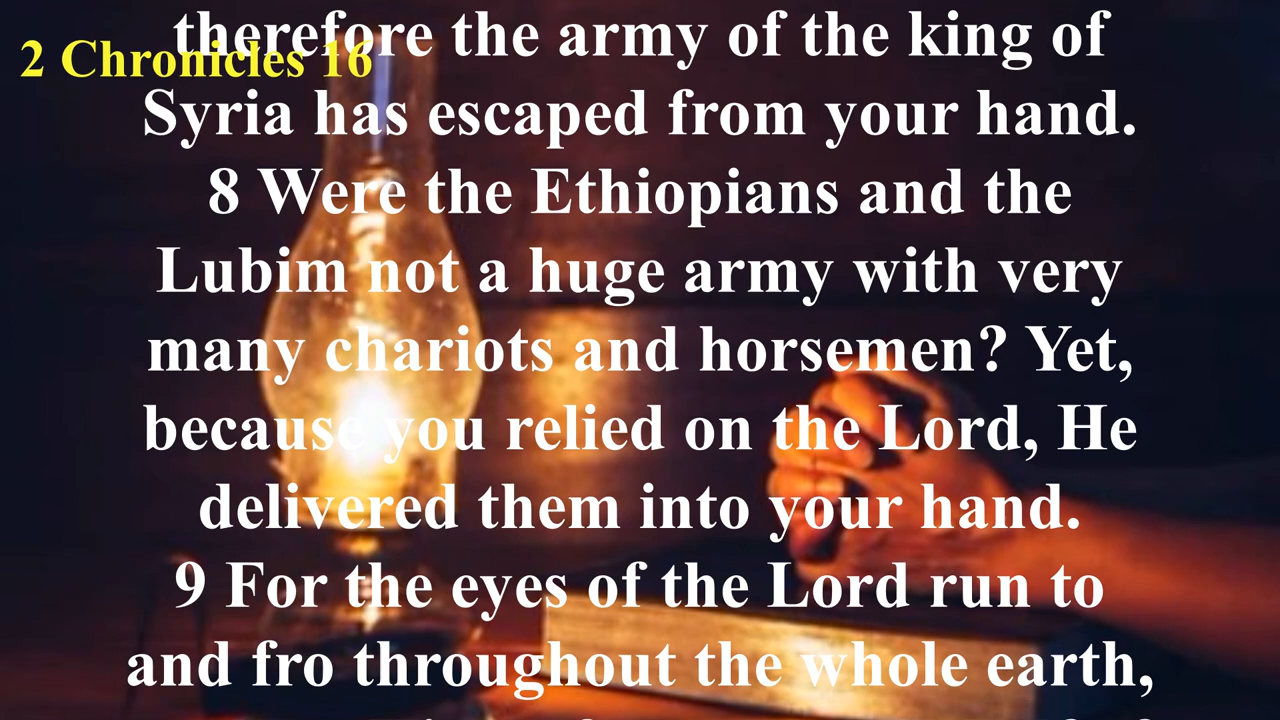 therefore the army of the king of
2 Chronicles 16
Syria has escaped from your hand.
8 Were the Ethiopians and the
Lubim not a huge army with very
many chariots and horsemen? Yet,
because you relied on the Lord, He
delivered them into your hand.
9 For the eyes of the Lord run to
and fro throughout the whole earth,